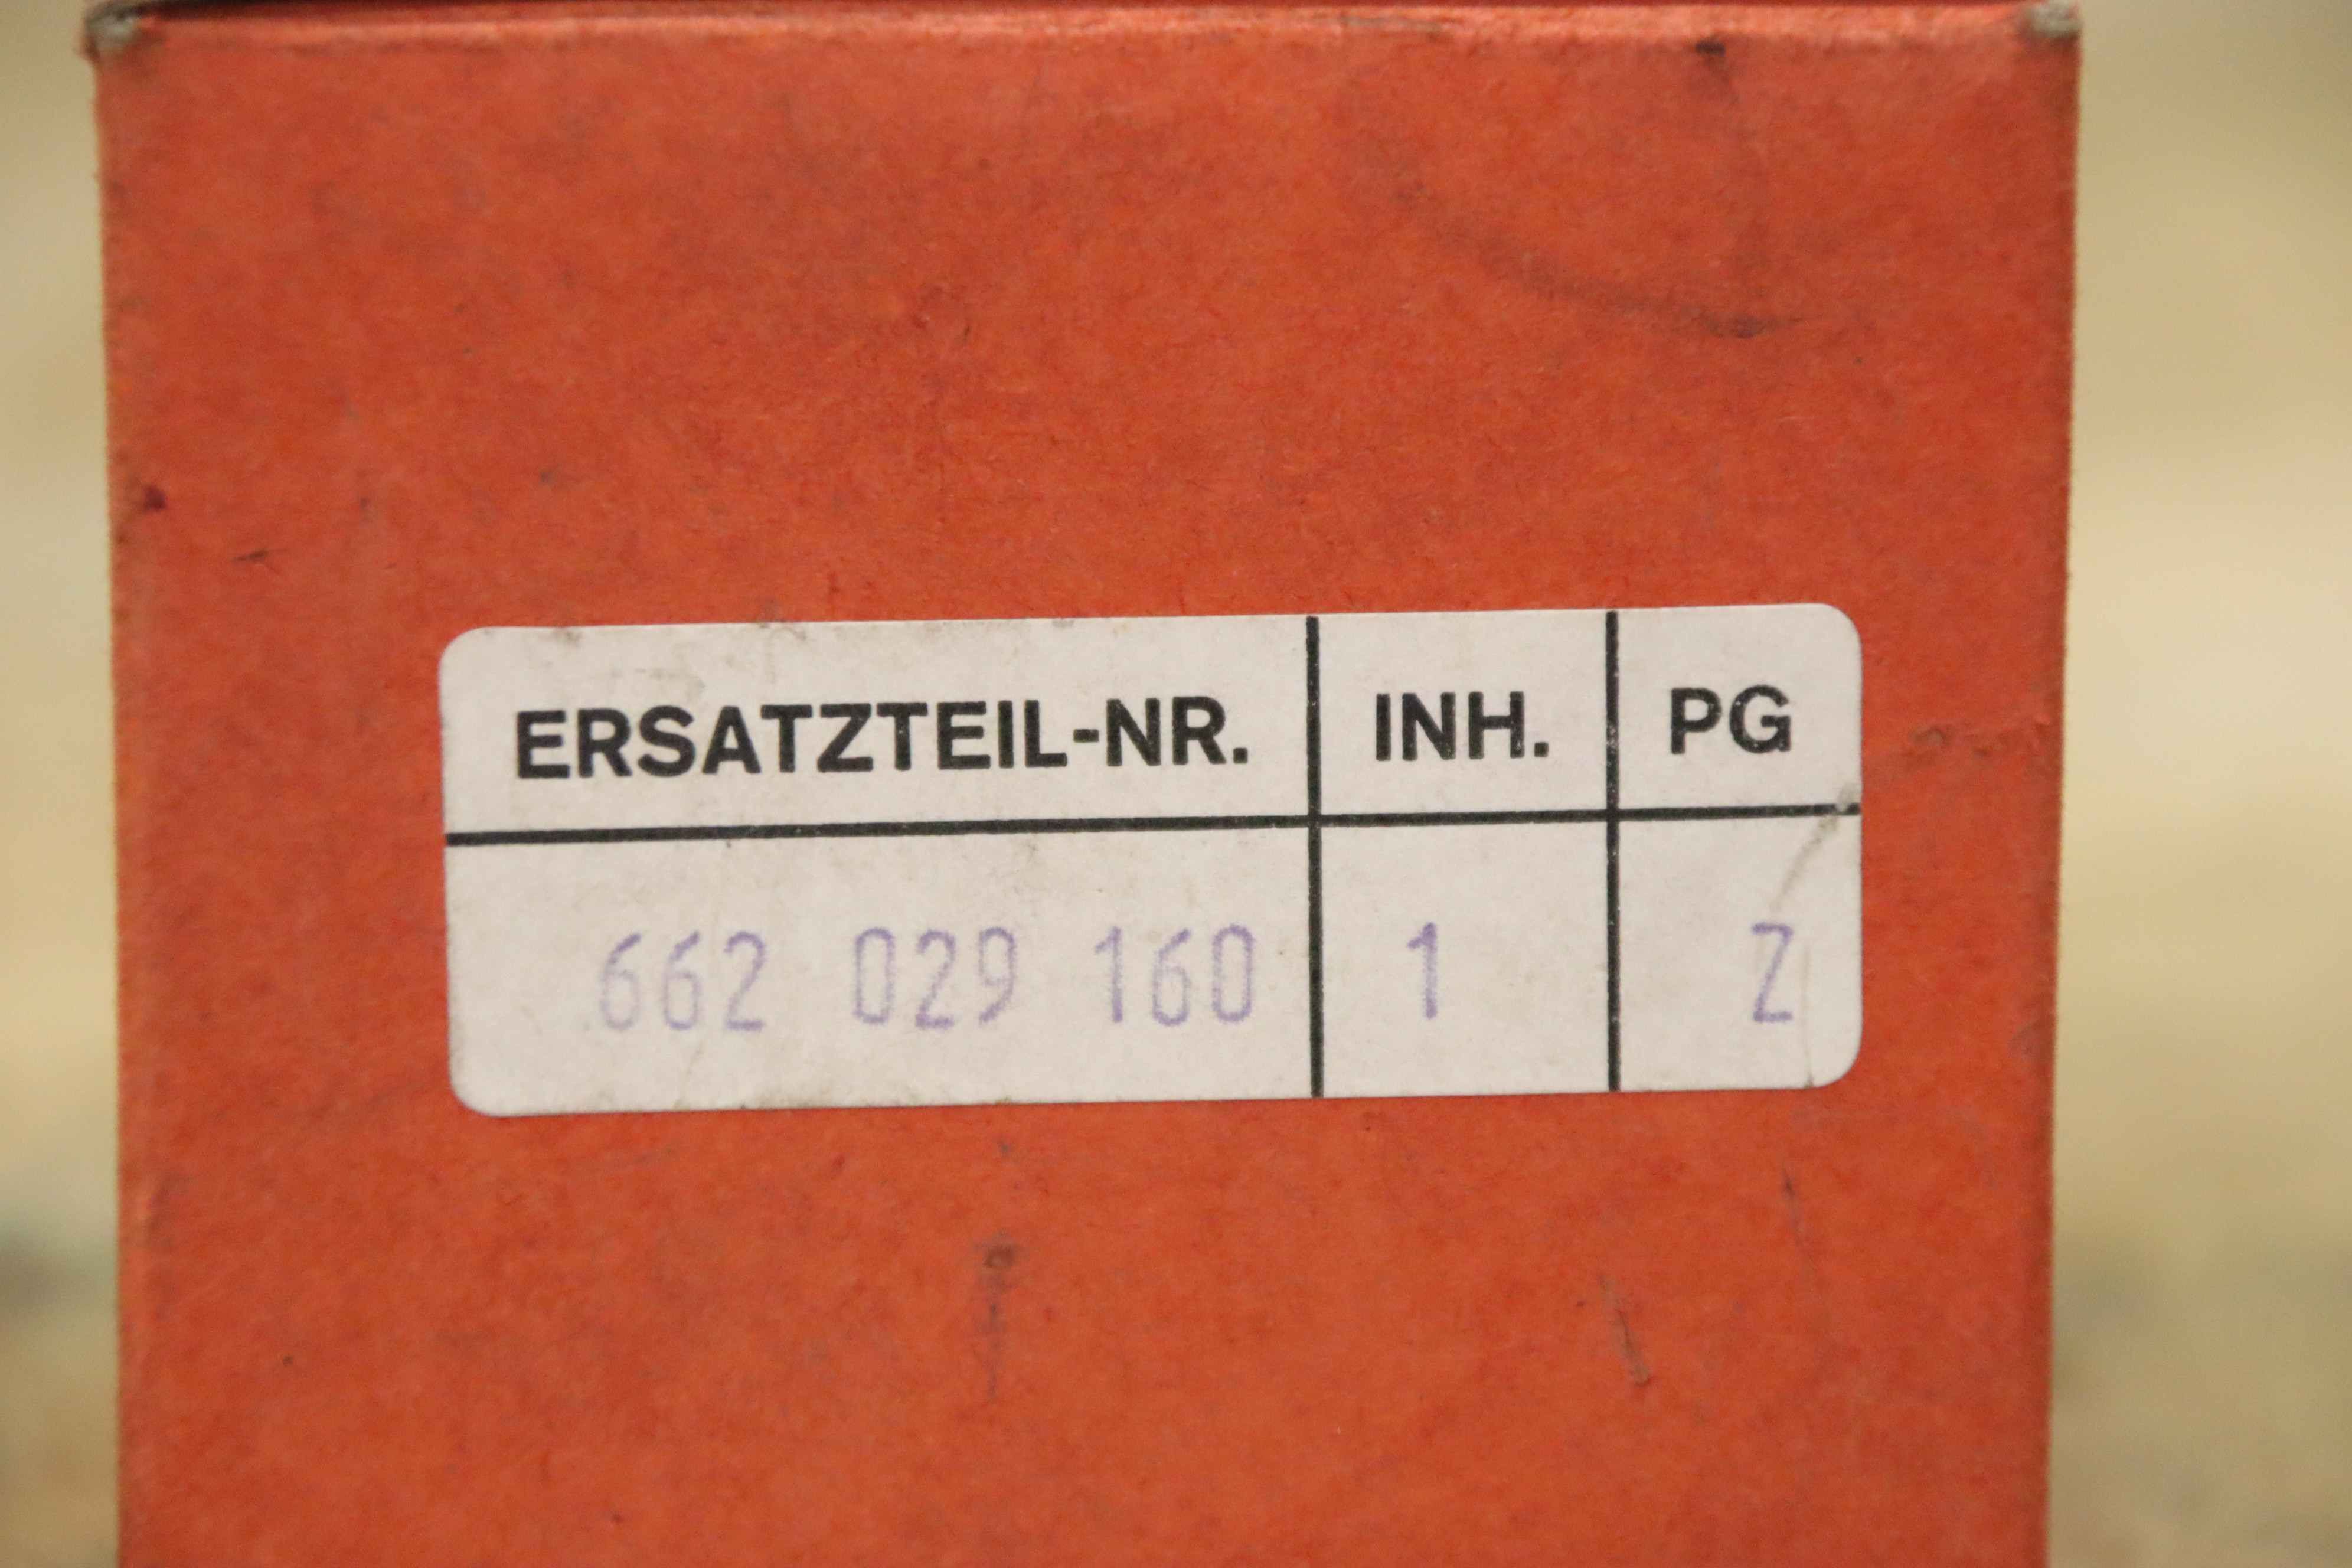 ERSATZTEIL-NR. INH. PG
662 029 160 1 Z